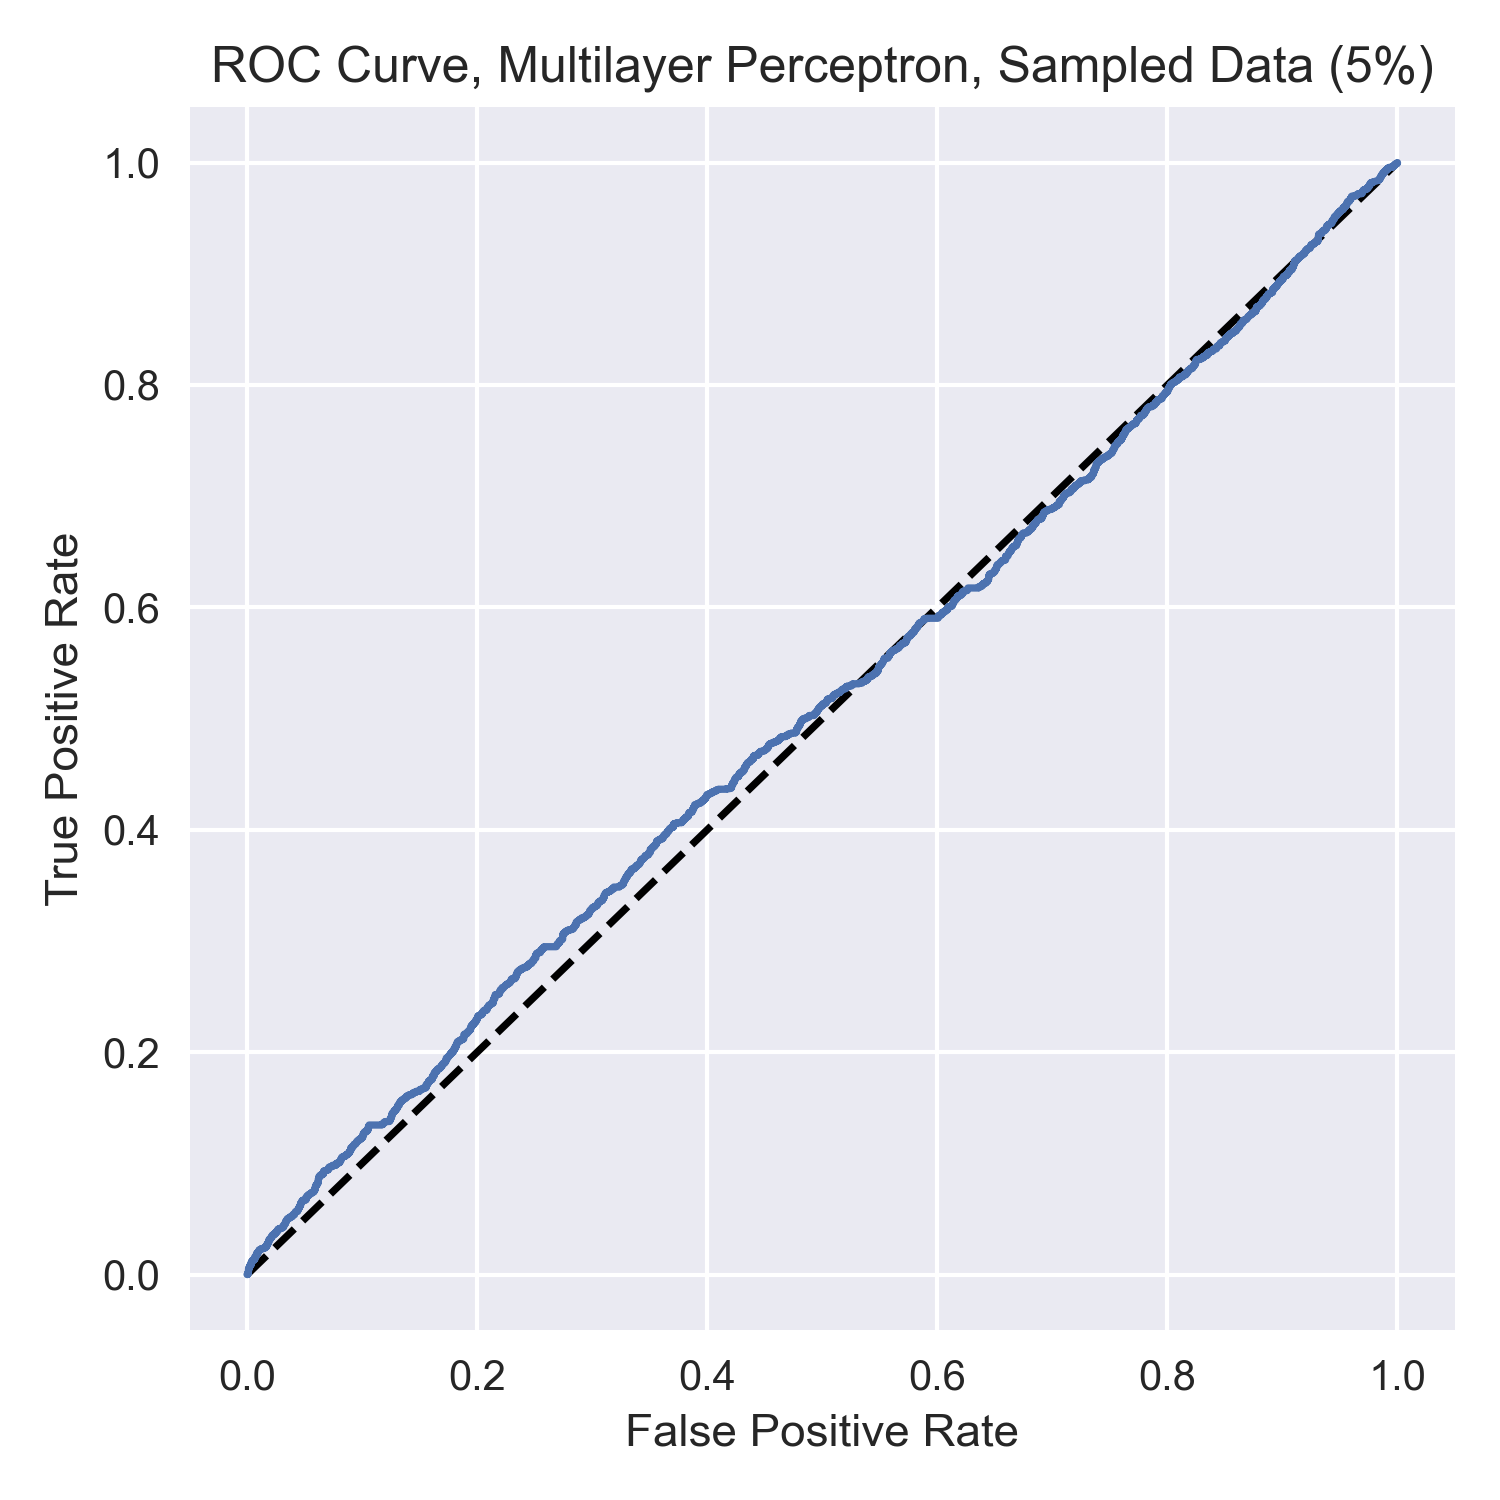 ROC Curve, Multilayer Perceptron, Sampled Data (5%)
1.0
0.8
0.6
0.4
0.2
0.0
True Positive Rate
0.0 0.2 0.4 0.6 0.8 1.0
False Positive Rate